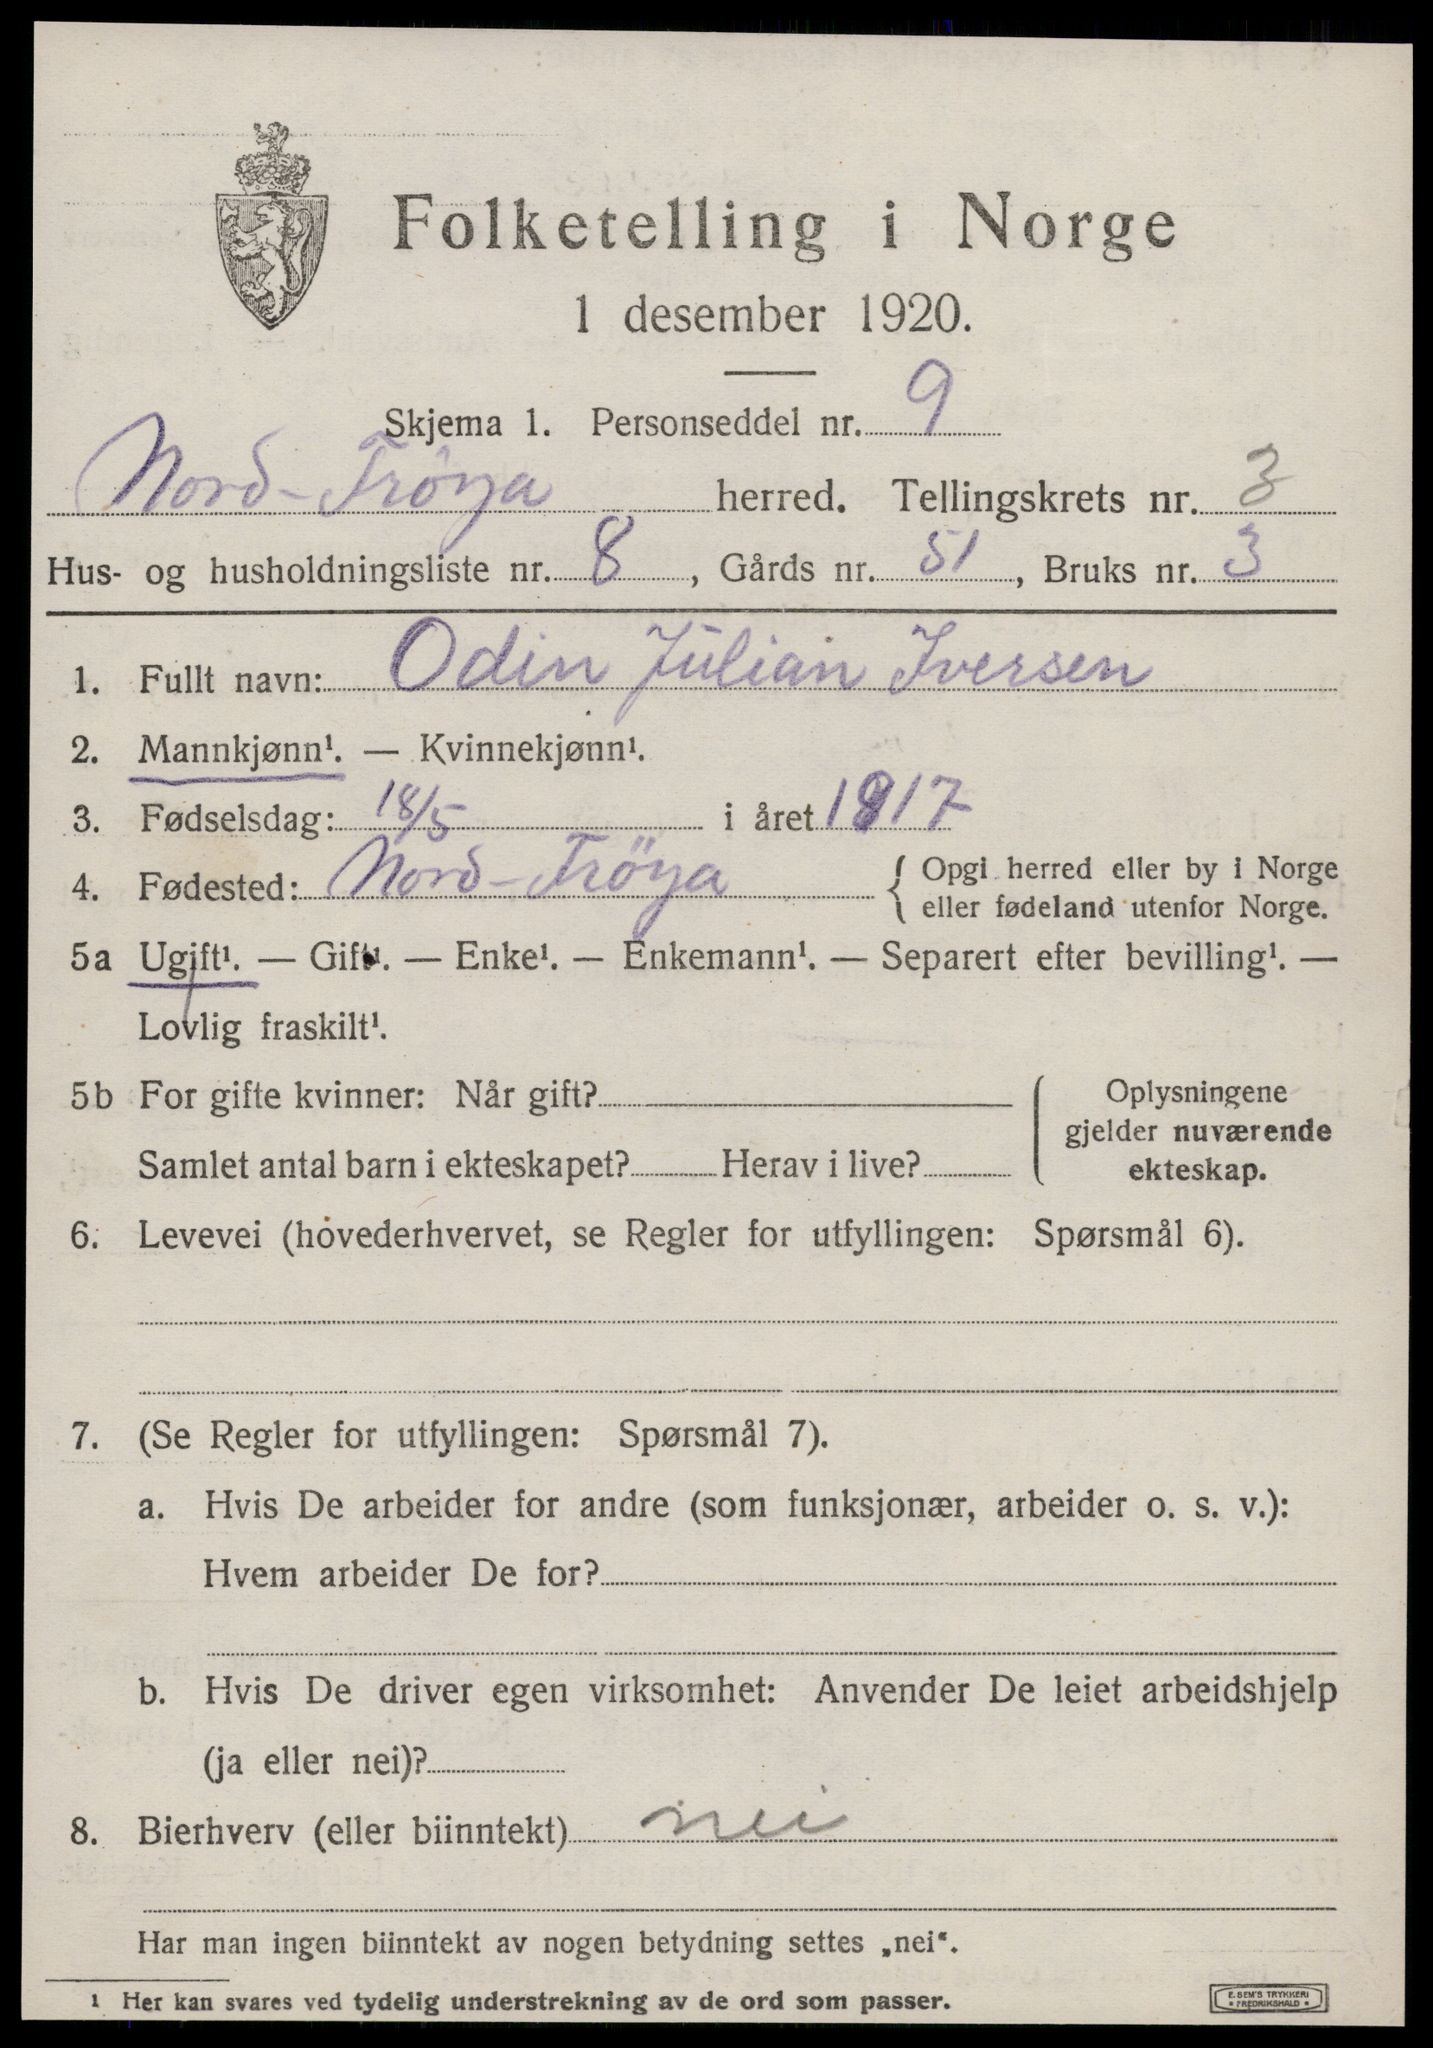 Folketelling i Norge
1 desember 1920.
Skjema 1. Personseddel nr. 9
Nord-Fröya herred. Tellingskrets nr. 3
Hus- og husholdningsliste nr. 8, Gårds nr. 51, Bruks nr. 3
1. Fullt navn: Odin Julian Iversen
2. Mannkjønn¹. — Kvinnekjønn¹.
3. Fødselsdag: 18/5 i året 1917
4. Fødested: Nord-Fröya { Opgi herred eller by i Norge
eller fødeland utenfor Norge.
5a Ugift¹. — Gift¹. — Enke¹. — Enkemann¹. — Separert efter bevilling¹. —
Lovlig fraskilt¹.
5b For gifte kvinner: Når gift?
Samlet antal barn i ekteskapet? Herav i live?
Oplysningene
gjelder nuværende
ekteskap.
6. Levevei (hovederhvervet, se Regler for utfyllingen: Spørsmål 6).
7. (Se Regler for utfyllingen: Spørsmål 7).
a. Hvis De arbeider for andre (som funksjonær, arbeider o. s. v.):
Hvem arbeider De for?
b. Hvis De driver egen virksomhet: Anvender De leiet arbeidshjelp
(ja eller nei)?
8. Bierhverv (eller biinntekt) nei
Har man ingen biinntekt av nogen betydning settes „nei“.
1 Her kan svares ved tydelig understrekning av de ord som passer.
E. SEM'S TRYKKERI
* FREDRIKSHALD *